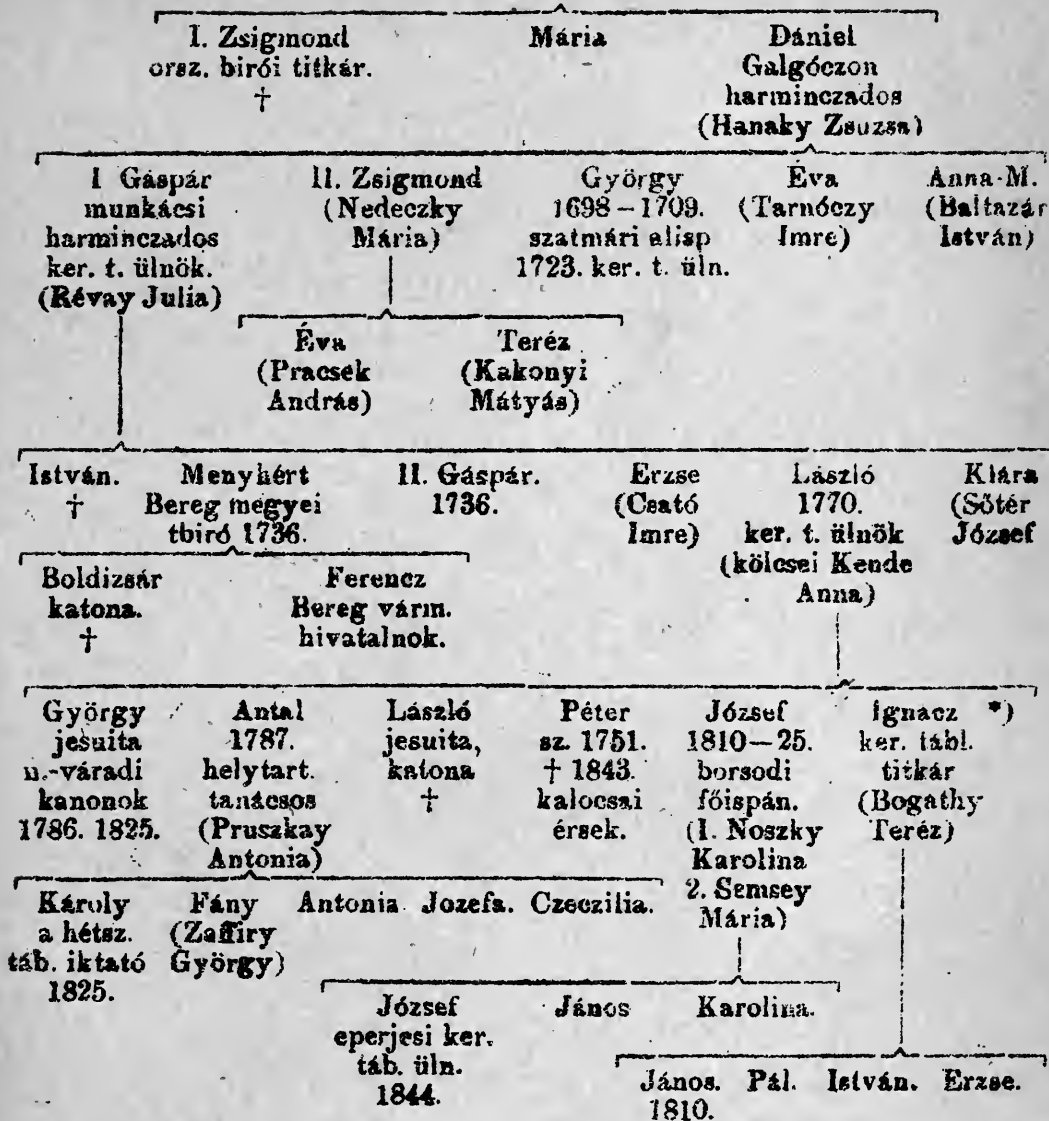 I. Zsigmond
orsz. birói titkár.
†
Mária
Dániel
Galgóczon
harminczados
(Hanaky Zsuzsa)
I Gáspár
munkácsi
harminczados
ker. t. ülnök.
(Révay Julia)
II. Zsigmond
(Nedeczky
Mária)
György
1698–1709.
szatmári alisp
1723. ker. t. üln.
Éva
(Tarnóczy
Imre)
Anna-M.
(Baltazár
István)
Éva
(Pracsek
András)
Teréz
(Kakonyi
Mátyás)
István.
†
Menyhért
Bereg megyei
tbiró 1736.
II. Gáspár.
1736.
Erzse
(Csató
Imre)
László
1770.
ker. t. ülnök
(kölcsei Kende
Anna)
Klára
(Sőtér
József
Boldizsár
katona.
†
Ferencz
Bereg várm.
hivatalnok.
György
jesuita
n.-váradi
kanonok
1786. 1825.
Antal
1787.
helytart.
tanácsos
(Pruszkay
Antonia)
László
jesuita,
katona
†
Péter
sz. 1751.
† 1843.
kalocsai
érsek.
József
1810–25.
borsodi
főispán.
(1. Noszky
Karolina
2. Semsey
Mária)
Ignacz *)
ker. tábl.
titkár
(Bogathy
Teréz)
Károly
a hétsz.
táb. iktató
1825.
Fány
(Zaffiry
György)
Antonia
Jozefa.
Czeczilia.
József
eperjesi ker.
táb. üln.
1844.
János
Karolina.
János.
1810.
Pál.
István.
Erzse.